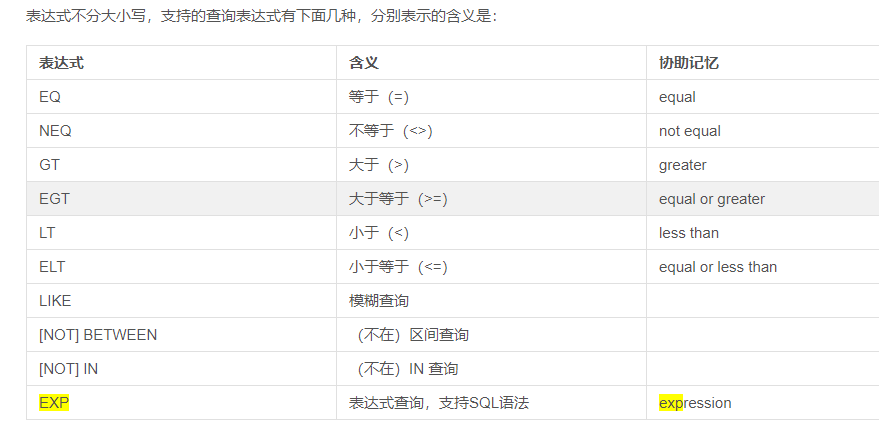 表达式不分大小写，支持的查询表达式有下面几种，分别表示的含义是：
表达式 含义 协助记忆
EQ 等于（=） equal
NEQ 不等于（<>） not equal
GT 大于（>） greater
EGT 大于等于（>=） equal or greater
LT 小于（<） less than
ELT 小于等于（<=） equal or less than
LIKE 模糊查询
[NOT] BETWEEN （不在）区间查询
[NOT] IN （不在）IN 查询
EXP 表达式查询，支持SQL语法 expression